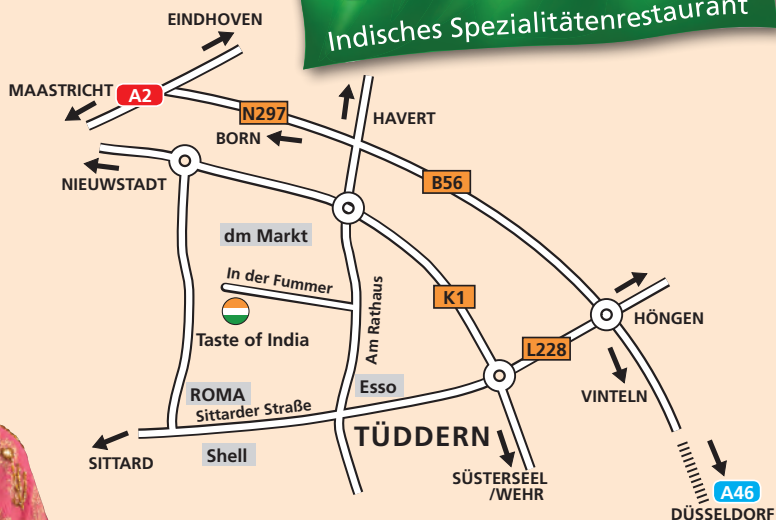 Indisches Spezialitätenrestaurant
EINDHOVEN
MAASTRICHT
A2
N297
HAVERT
BORN
NIEUWSTADT
B56
dm Markt
In der Fummer
Am Rathaus
K1
Taste of India
HÖNGEN
L228
ROMA
Esso
VINTELN
Sittarder Straße
TÜDDERN
Shell
SITTARD
SÜSTERSEEL
/WEHR
A46
DÜSSELDORF